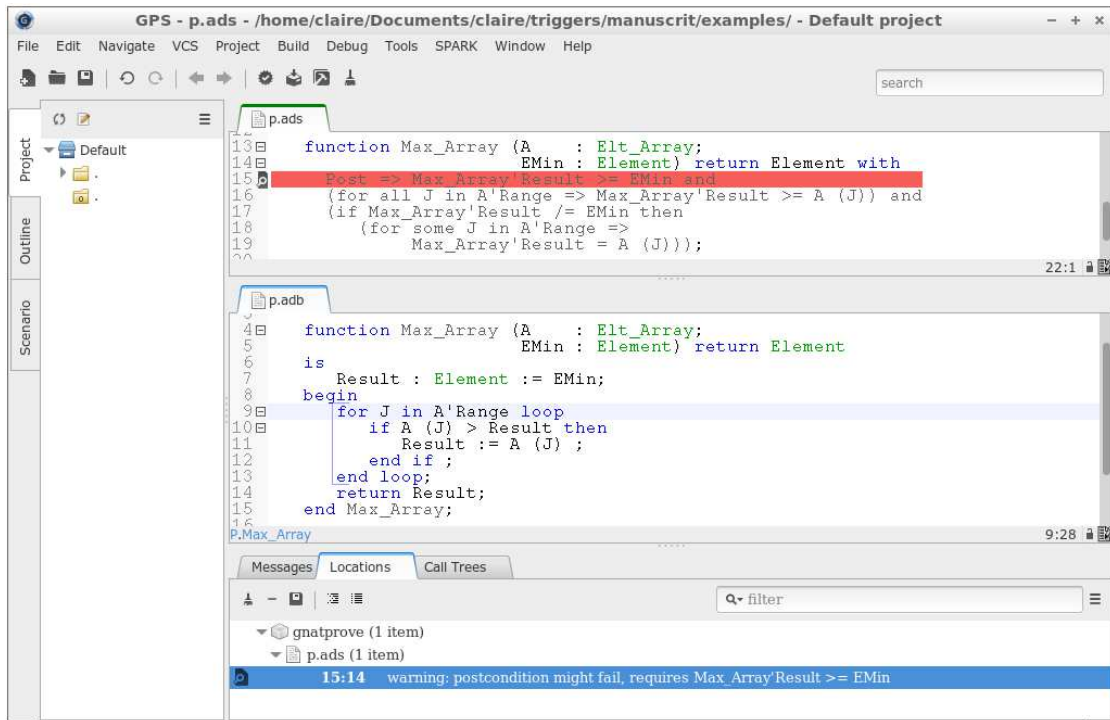 GPS - p.ads - /home/claire/Documents/claire/triggers/manuscrit/examples/ - Default project
File Edit Navigate VCS Project Build Debug Tools SPARK Window Help
search
Project
Outline
Scenario
Default
.
.
p.ads
13 function Max_Array (A : Elt_Array;
14 EMin : Element) return Element with
15 Post => Max_Array'Result >= EMin and
16 (for all J in A'Range => Max_Array'Result >= A (J)) and
17 (if Max_Array'Result /= EMin then
18 (for some J in A'Range =>
19 Max_Array'Result = A (J)));
22:1
p.adb
4 function Max_Array (A : Elt_Array;
5 EMin : Element) return Element
6 is
7 Result : Element := EMin;
8 begin
9 for J in A'Range loop
10 if A (J) > Result then
11 Result := A (J) ;
12 end if ;
13 end loop;
14 return Result;
15 end Max_Array;
16
P.Max_Array 9:28
Messages Locations Call Trees
filter
gnatprove (1 item)
p.ads (1 item)
15:14 warning: postcondition might fail, requires Max_Array'Result >= EMin